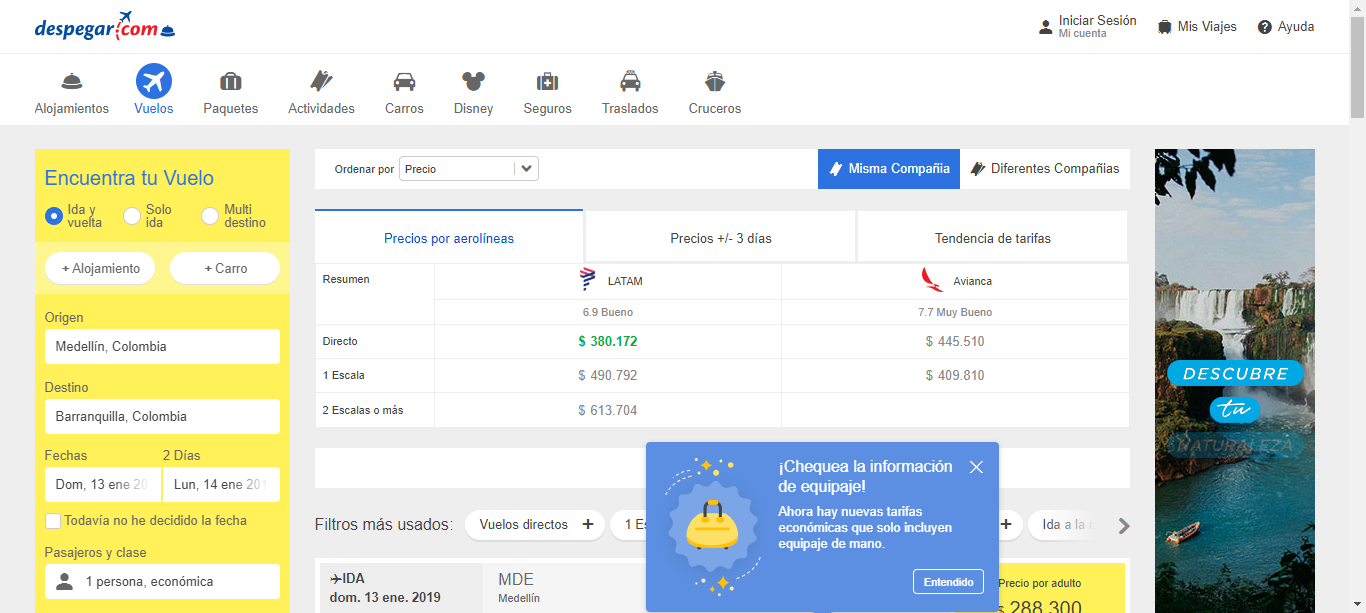 despegar.com
Iniciar Sesión
Mi cuenta
Mis Viajes
Ayuda
Alojamientos
Vuelos
Paquetes
Actividades
Carros
Disney
Seguros
Traslados
Cruceros
Encuentra tu Vuelo
Ida y
vuelta
Solo
ida
Multi
destino
+ Alojamiento
+ Carro
Origen
Medellín, Colombia
Destino
Barranquilla, Colombia
Fechas
2 Días
Dom, 13 ene 20
Lun, 14 ene 201
Todavía no he decidido la fecha
Pasajeros y clase
1 persona, económica
Ordenar por
Precio
Misma Compañia
Diferentes Compañias
Precios por aerolíneas
Precios +/- 3 días
Tendencia de tarifas
Resumen
LATAM
Avianca
6.9 Bueno
7.7 Muy Bueno
Directo
$ 380.172
$ 445.510
1 Escala
$ 490.792
$ 409.810
2 Escalas o más
$ 613.704
¡Chequea la información
de equipaje!
Ahora hay nuevas tarifas
económicas que solo incluyen
equipaje de mano.
Entendido
Filtros más usados:
Vuelos directos +
1 Es
+
Ida a la
IDA
dom. 13 ene. 2019
MDE
Medellín
Precio por adulto
$ 288.300
DESCUBRE
tu
NATURALEZA